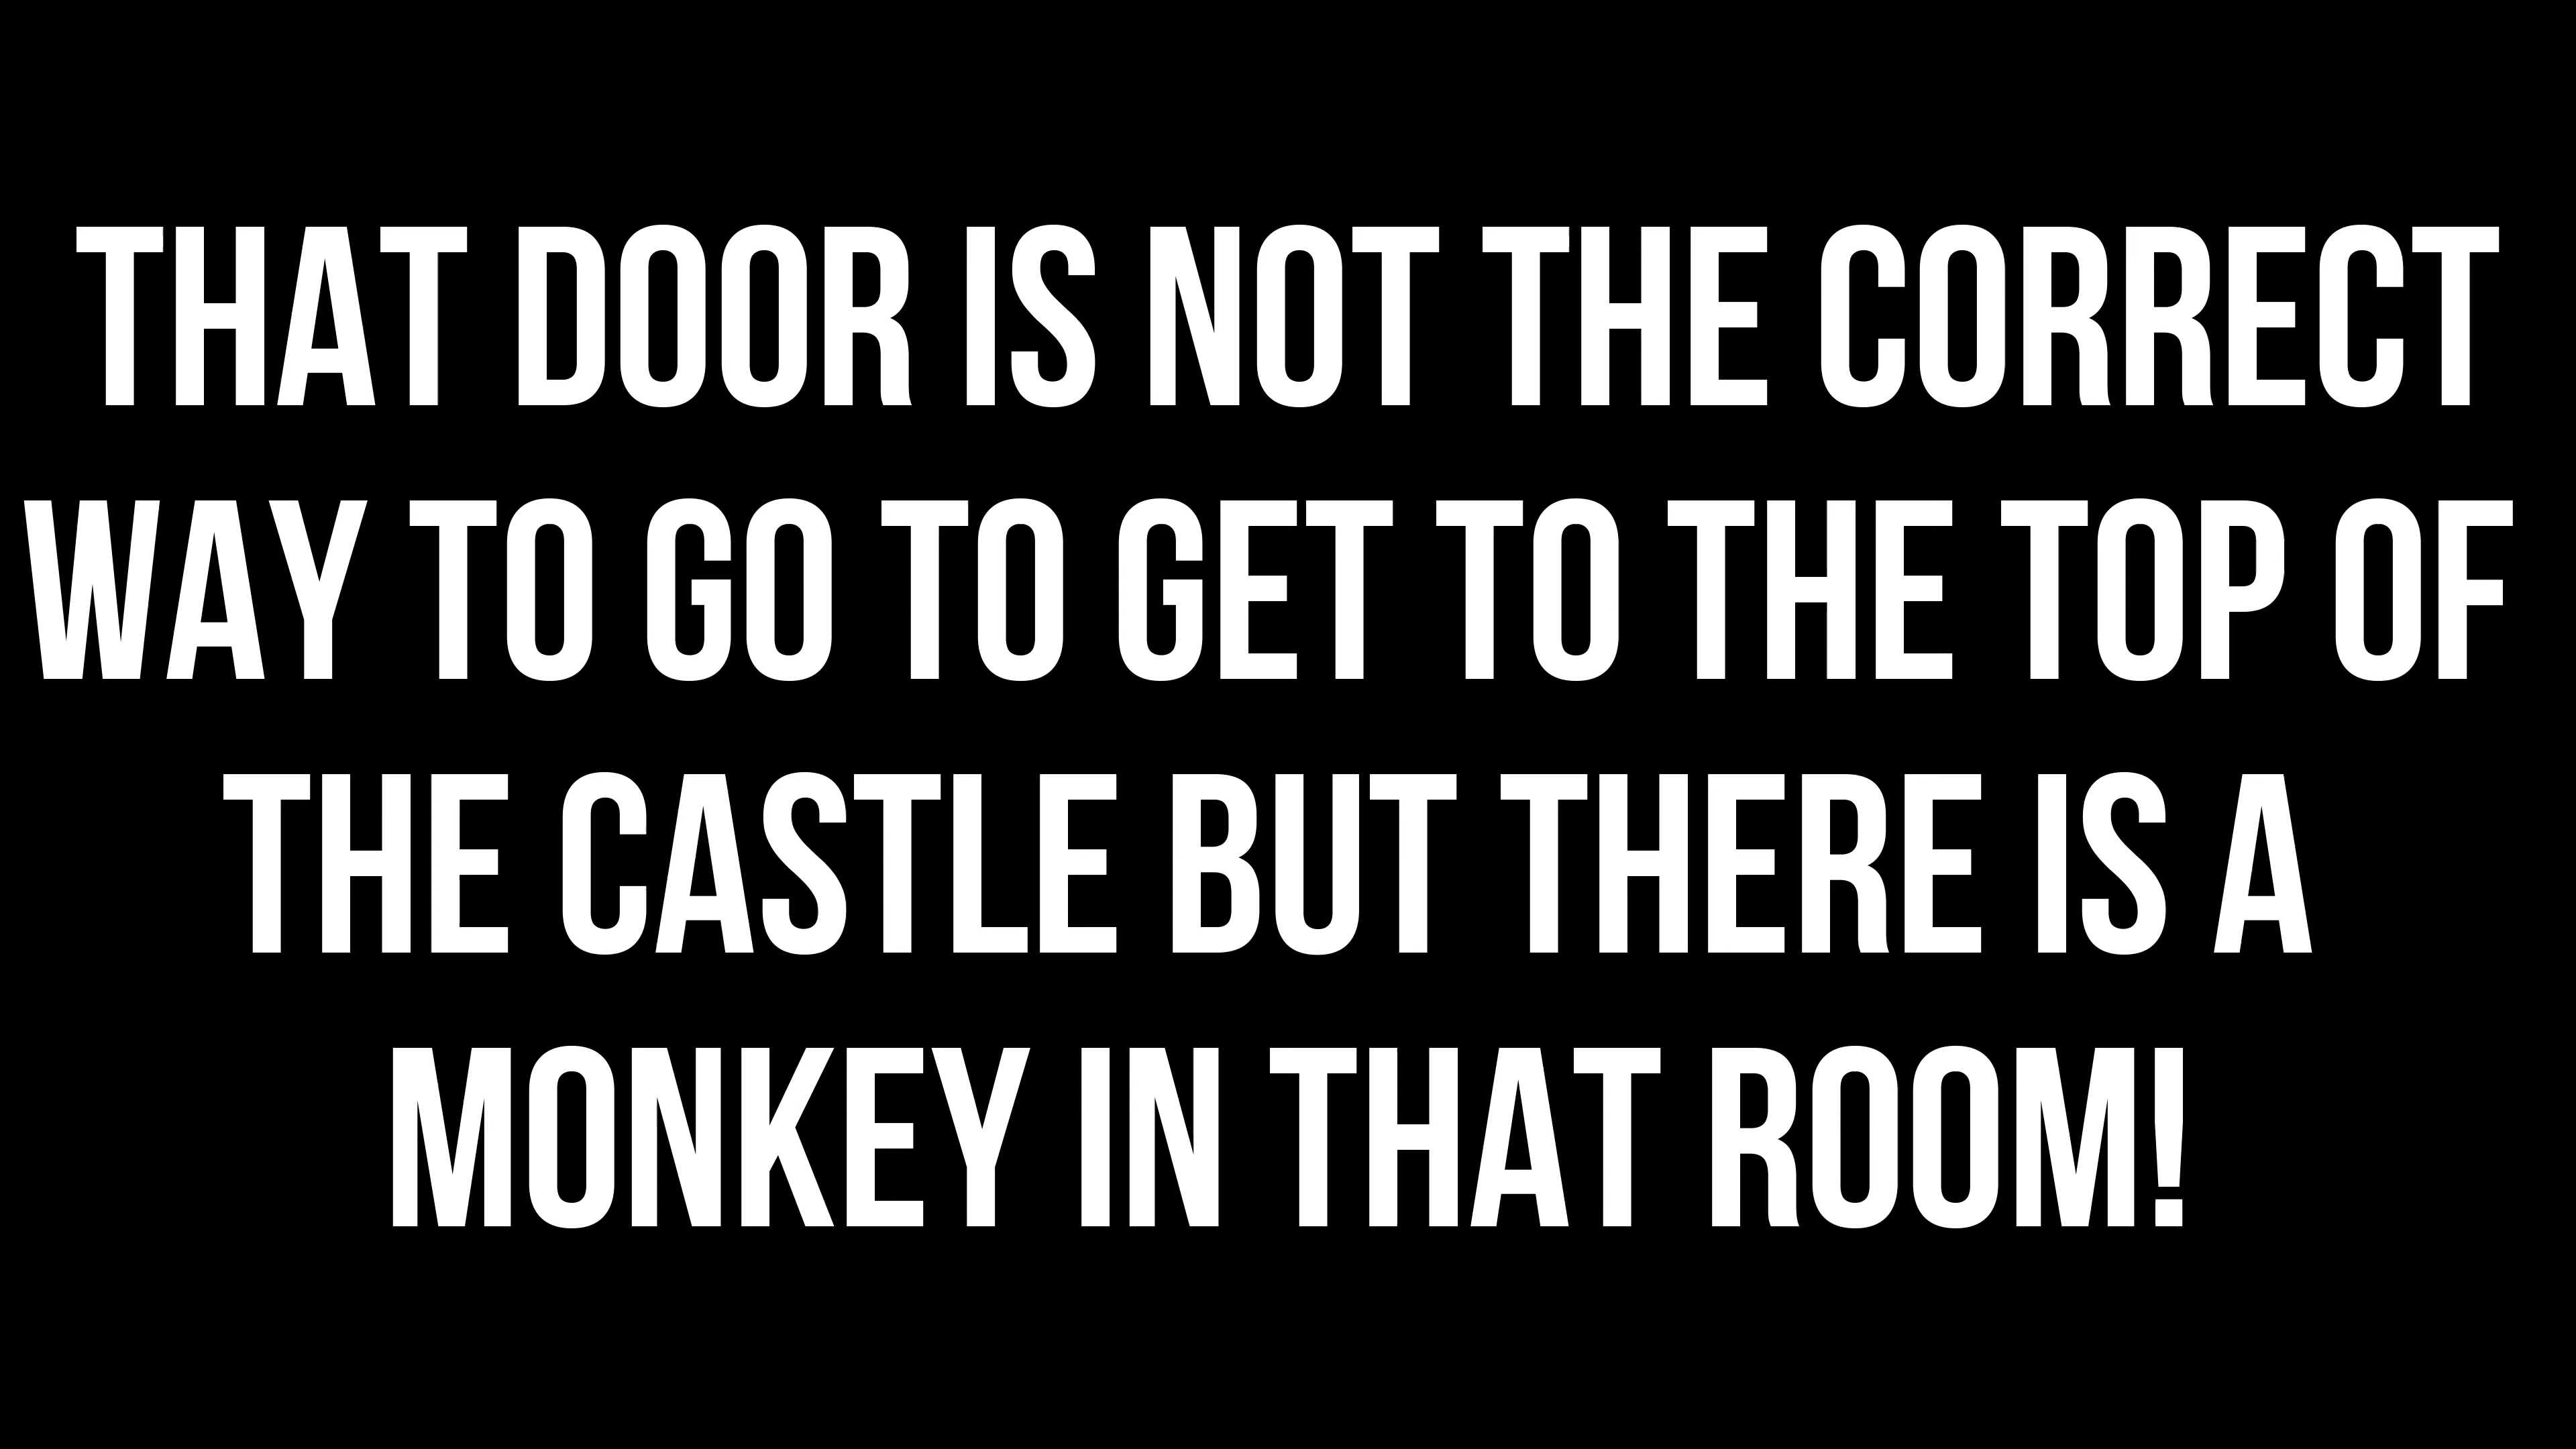 THAT DOOR IS NOT THE CORRECT
WAY TO GO TO GET TO THE TOP OF
THE CASTLE BUT THERE IS A
MONKEY IN THAT ROOM!